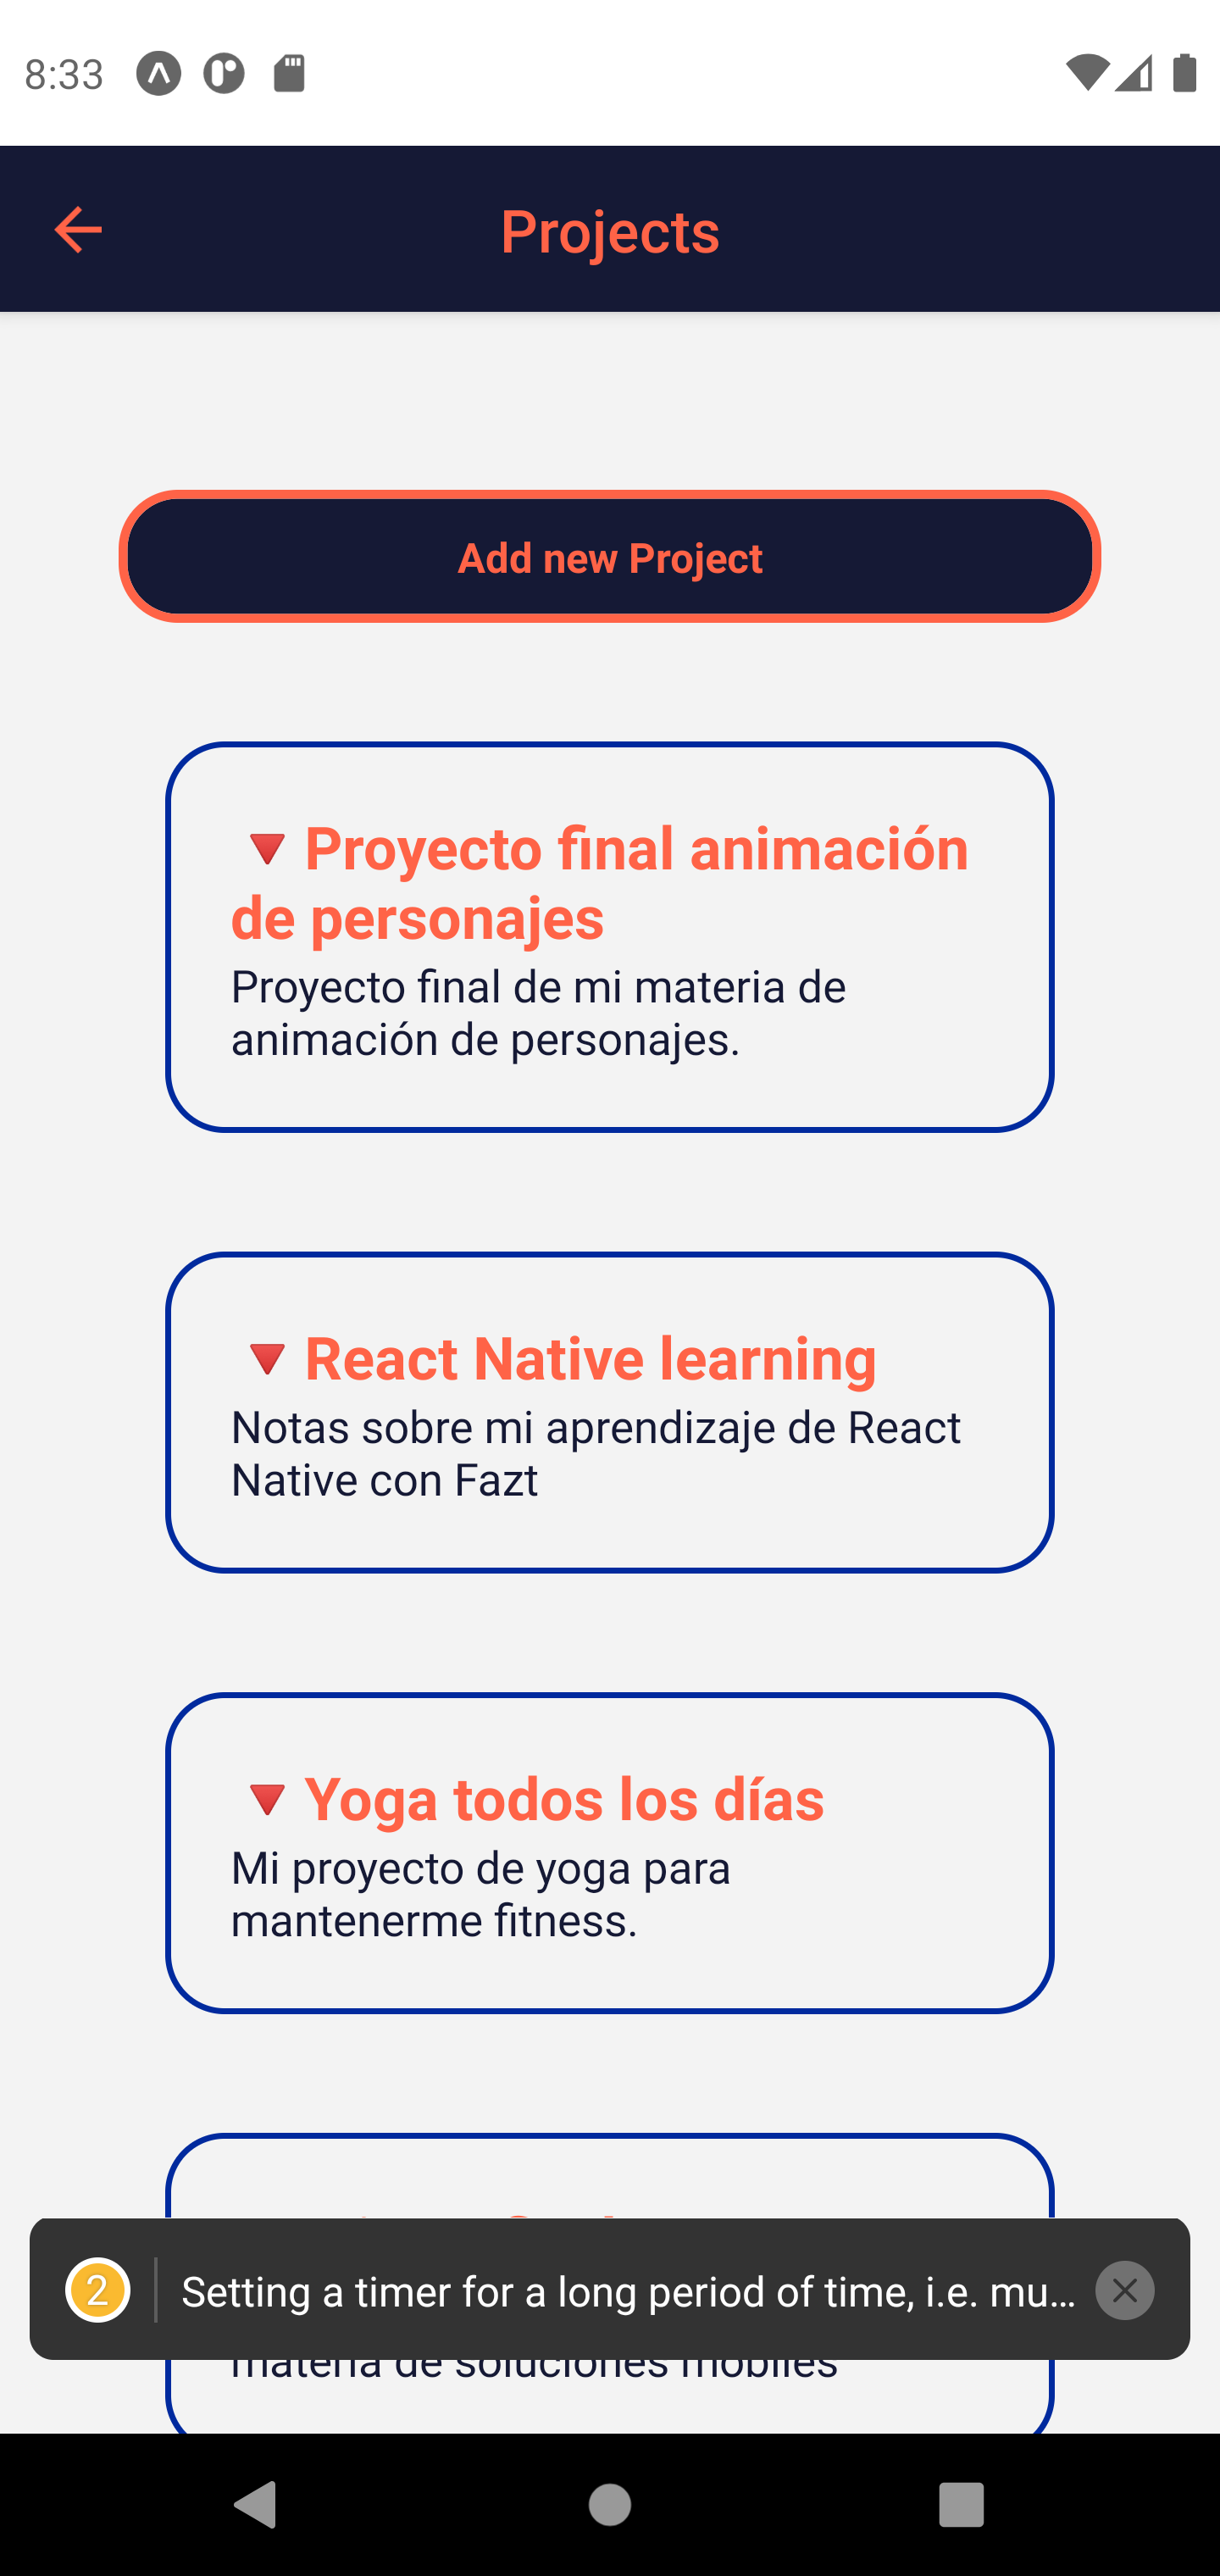 8:33
Projects
Add new Project
🔻 Proyecto final animación
de personajes
Proyecto final de mi materia de
animación de personajes.
🔻 React Native learning
Notas sobre mi aprendizaje de React
Native con Fazt
🔻 Yoga todos los días
Mi proyecto de yoga para
mantenerme fitness.
2 Setting a timer for a long period of time, i.e. mu...
materia de soluciones mobiles